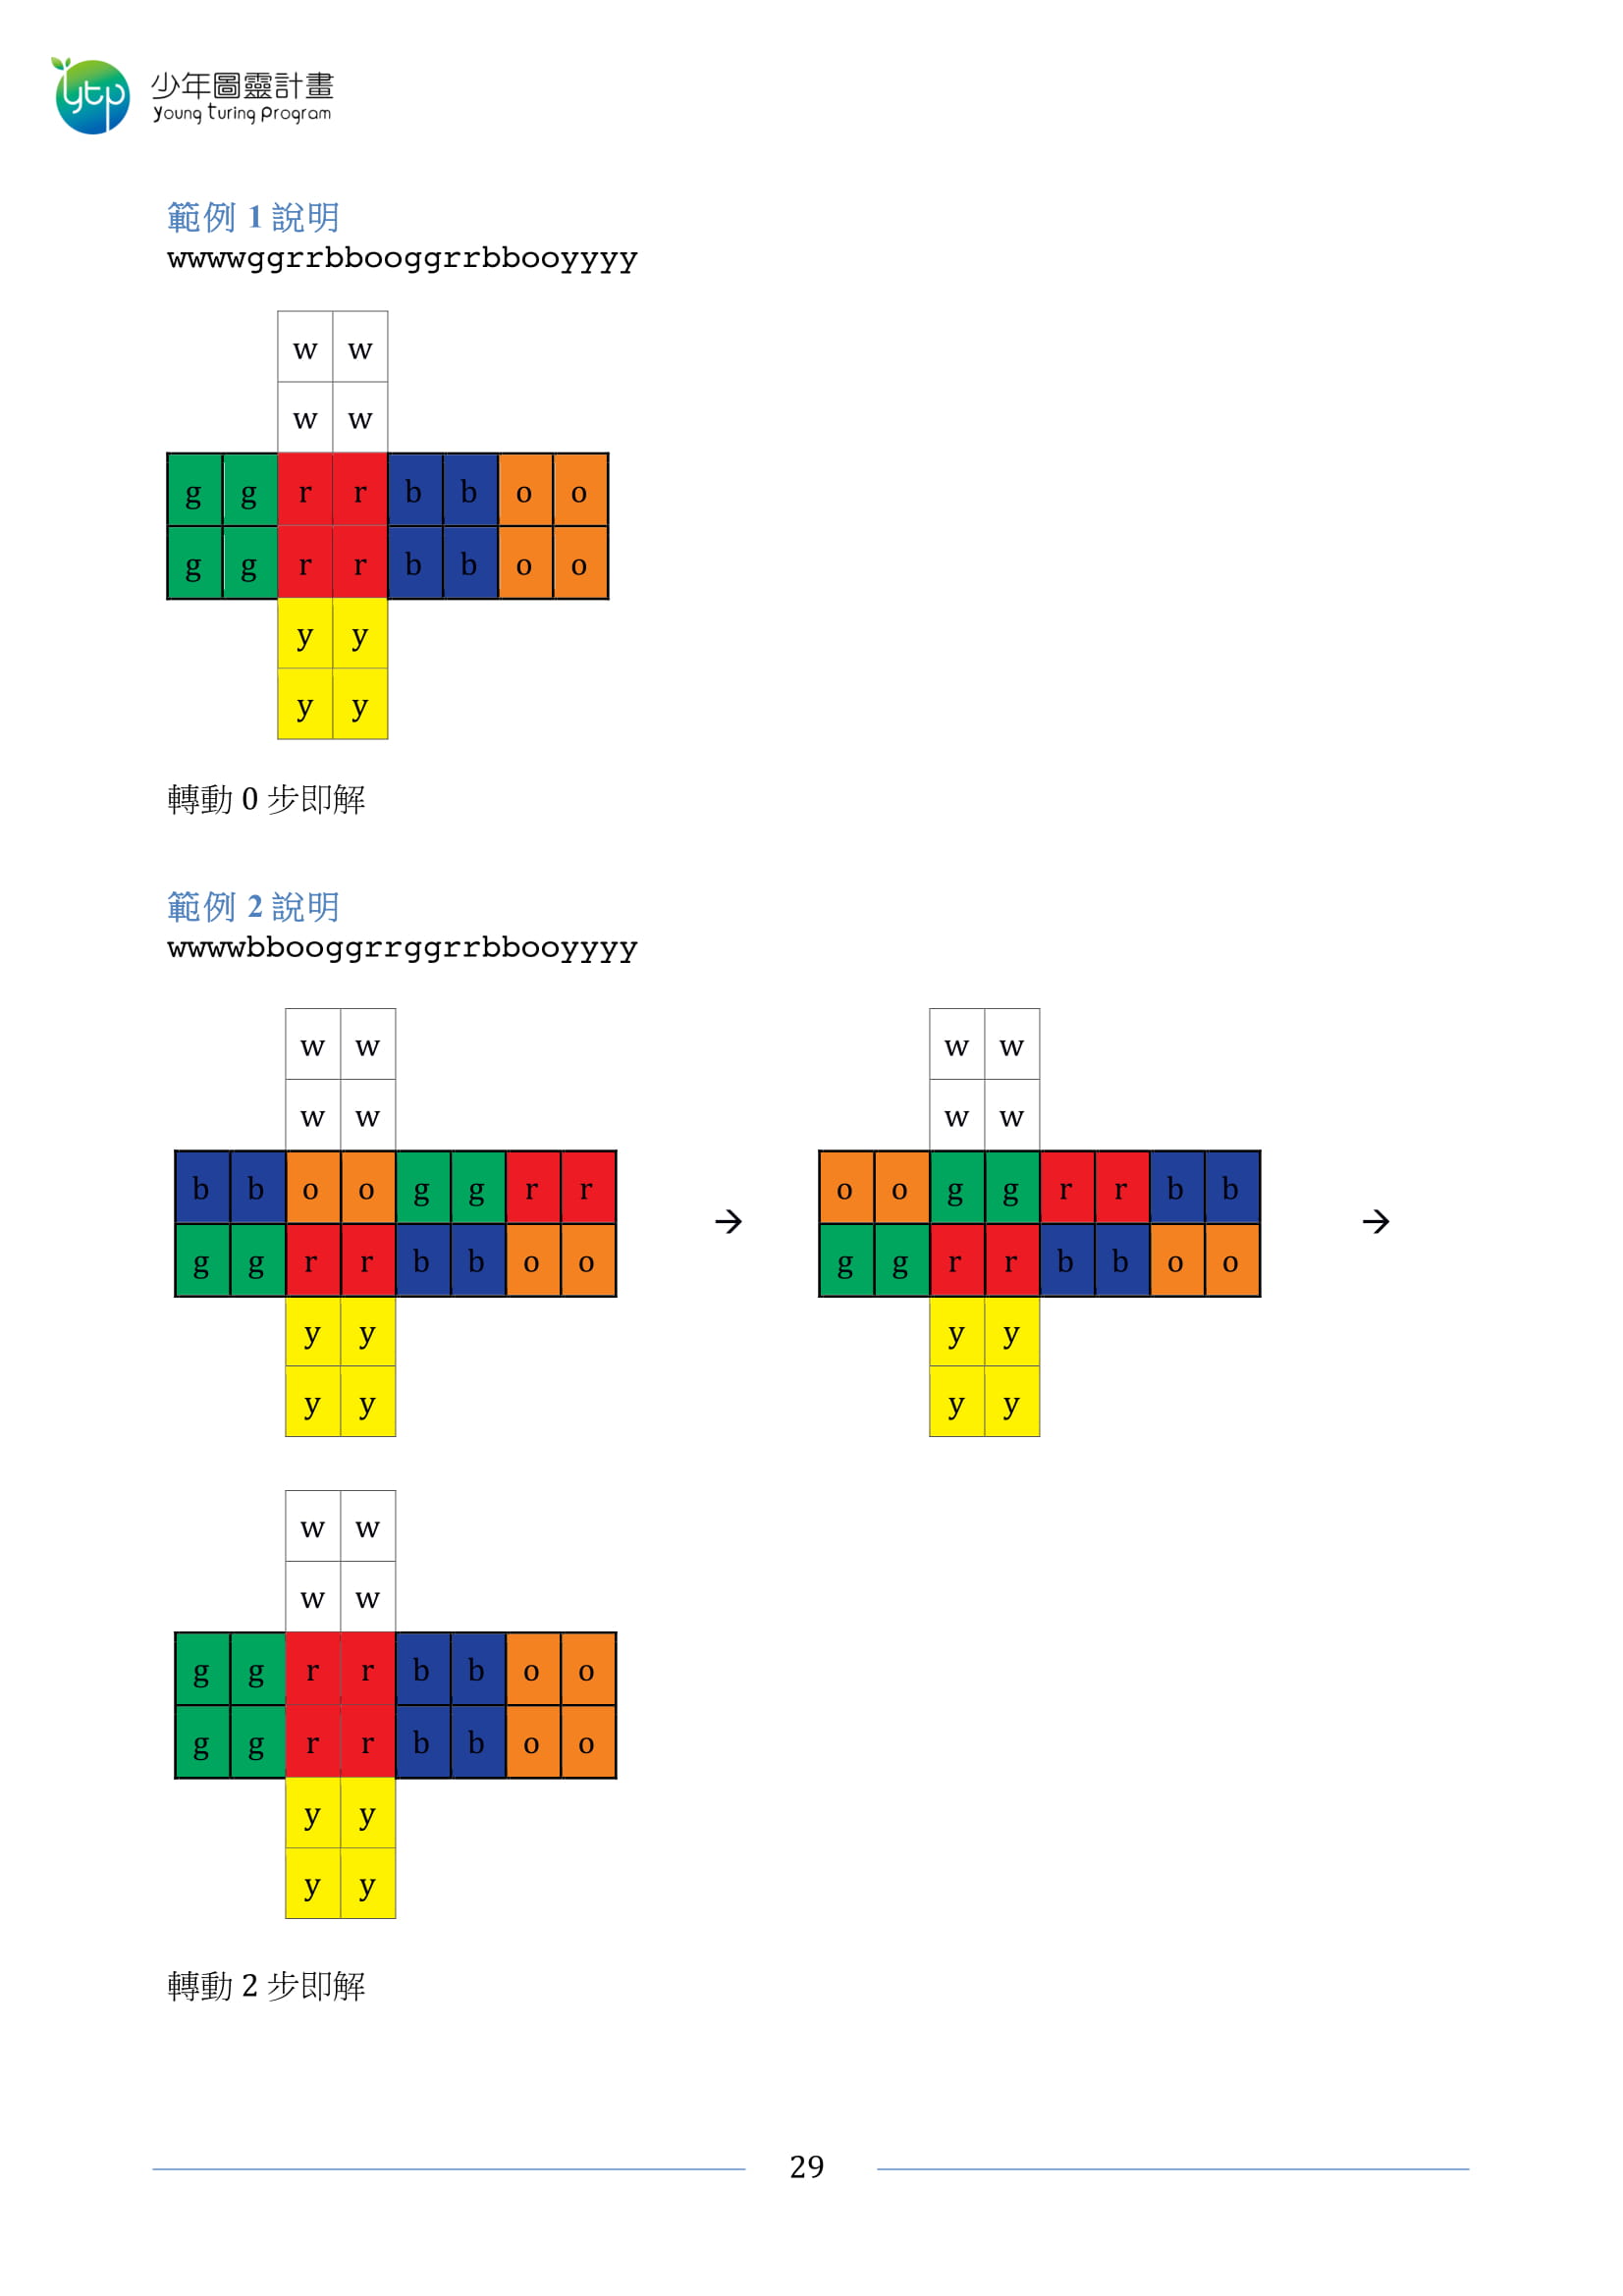 ytp 少年圖靈計畫
Young Turing Program
範例 1 說明
wwwwggrrbbooggrrbbooyyyy
w w
w w
g g r r b b o o
g g r r b b o o
y y
y y
轉動 0 步即解
範例 2 說明
wwwwbbooggrrggrrbbooyyyy
w w
w w
b b o o g g r r
g g r r b b o o
y y
y y
→
w w
w w
o o g g r r b b
g g r r b b o o
y y
y y
→
w w
w w
g g r r b b o o
g g r r b b o o
y y
y y
轉動 2 步即解
29